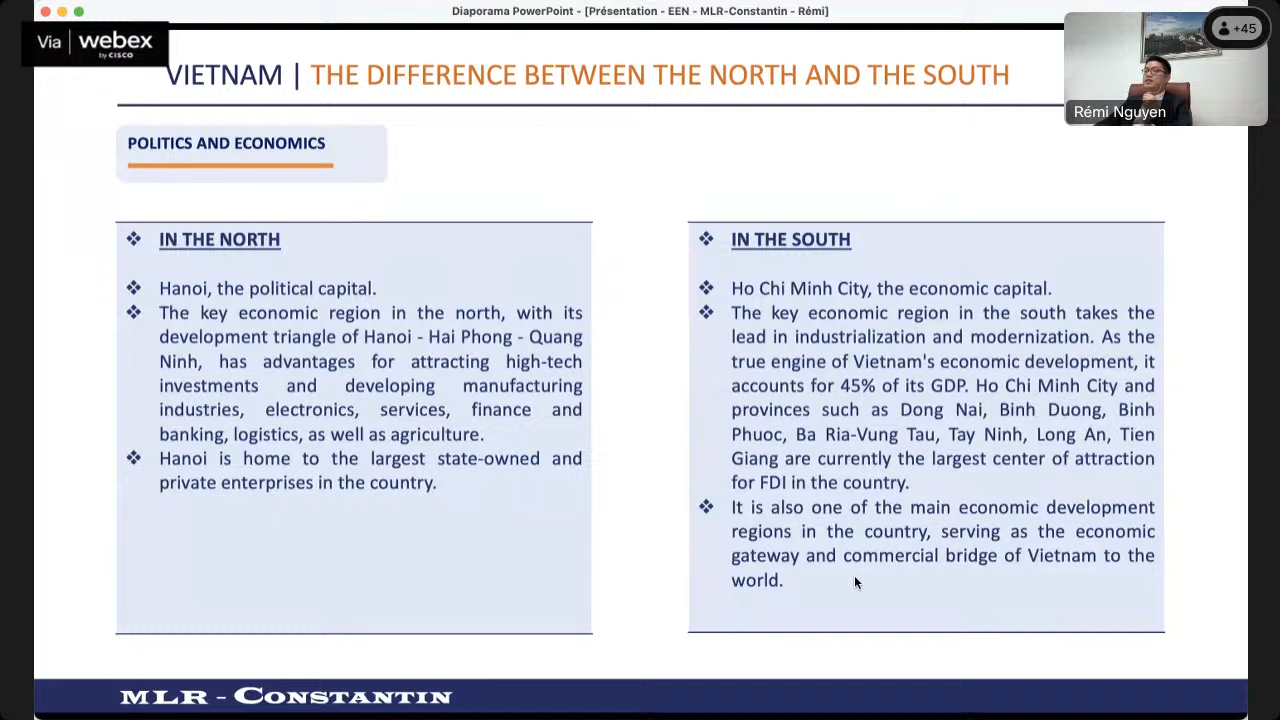 Diaporama PowerPoint - [Présentation - EEN - MLR-Constantin - Rémi]
Via | webex
by CISCO
+45
VIETNAM | THE DIFFERENCE BETWEEN THE NORTH AND THE SOUTH
Rémi Nguyen
POLITICS AND ECONOMICS
❖ IN THE NORTH
❖ Hanoi, the political capital.
❖ The key economic region in the north, with its
development triangle of Hanoi - Hai Phong - Quang
Ninh, has advantages for attracting high-tech
investments and developing manufacturing
industries, electronics, services, finance and
banking, logistics, as well as agriculture.
❖ Hanoi is home to the largest state-owned and
private enterprises in the country.
❖ IN THE SOUTH
❖ Ho Chi Minh City, the economic capital.
❖ The key economic region in the south takes the
lead in industrialization and modernization. As the
true engine of Vietnam's economic development, it
accounts for 45% of its GDP. Ho Chi Minh City and
provinces such as Dong Nai, Binh Duong, Binh
Phuoc, Ba Ria-Vung Tau, Tay Ninh, Long An, Tien
Giang are currently the largest center of attraction
for FDI in the country.
❖ It is also one of the main economic development
regions in the country, serving as the economic
gateway and commercial bridge of Vietnam to the
world.
MLR - Constantin